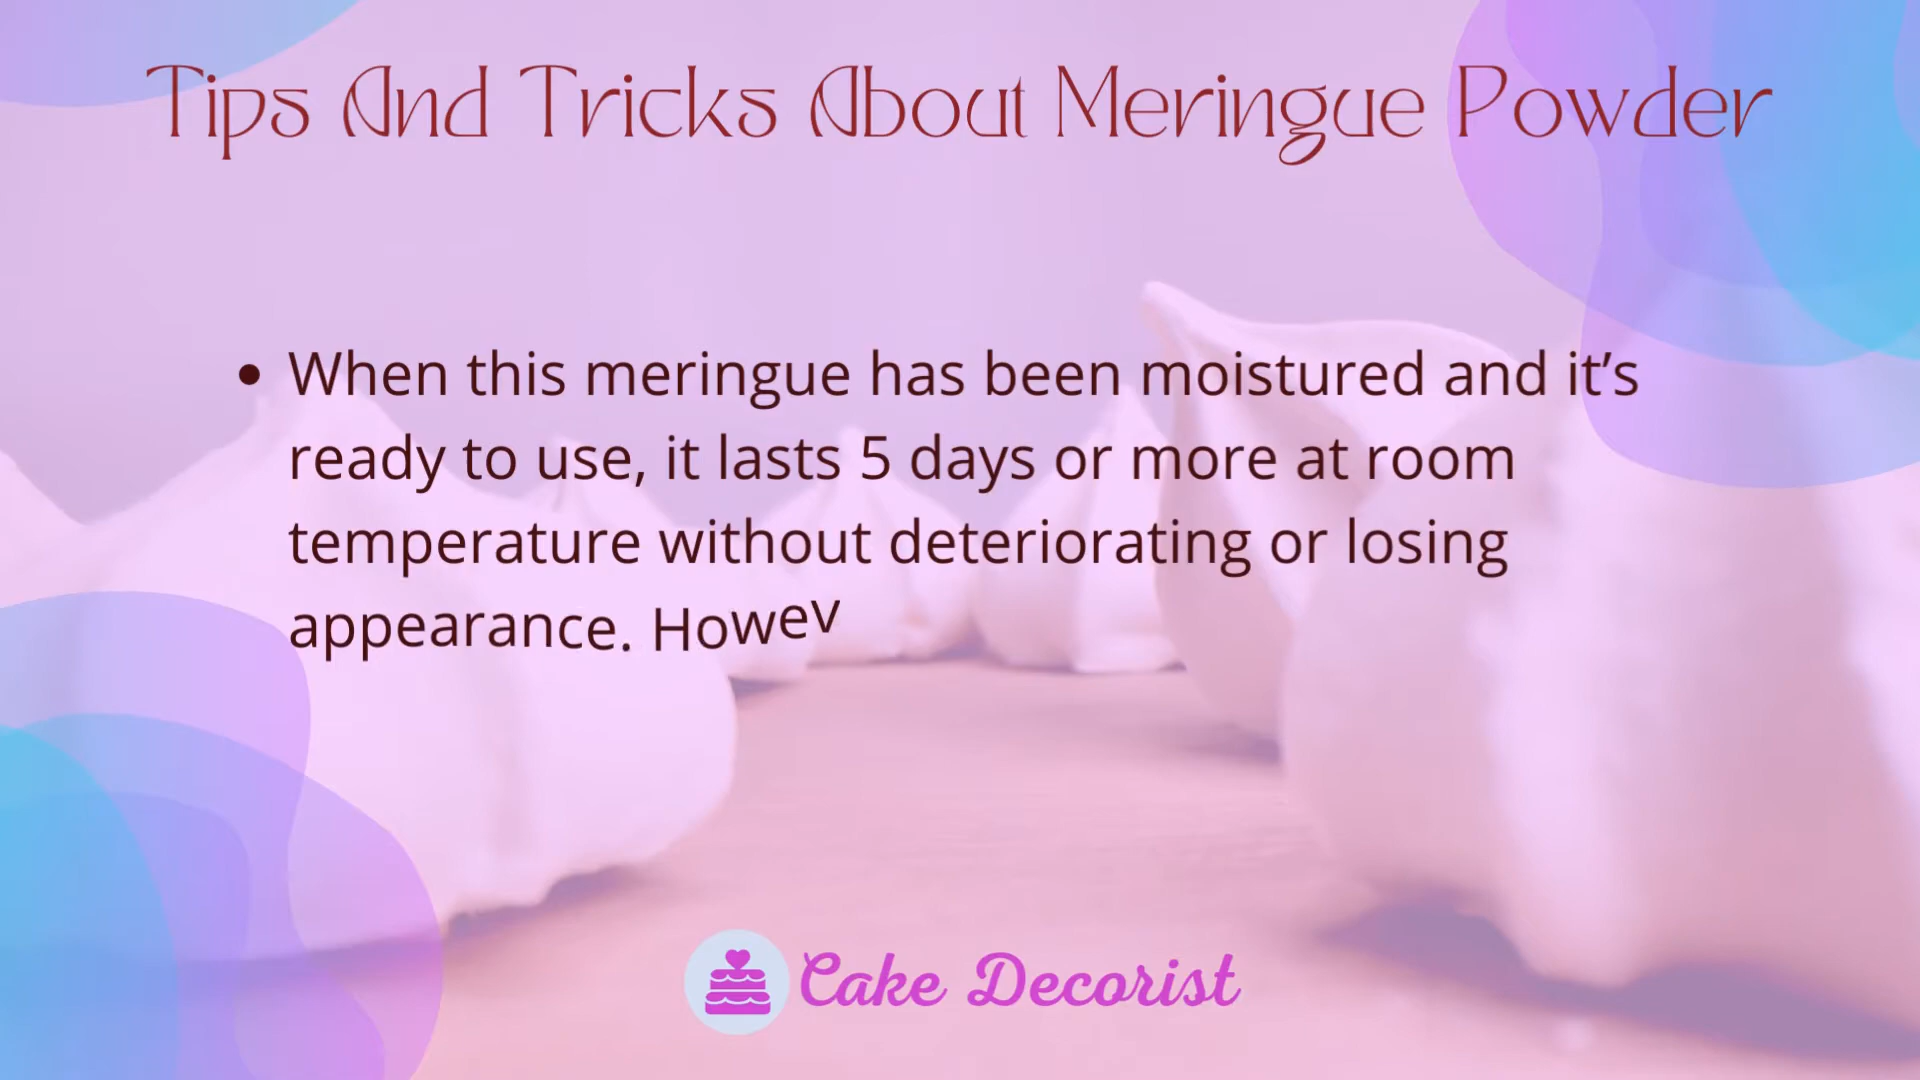 Tips And Tricks About Meringue Powder
• When this meringue has been moistured and it’s
ready to use, it lasts 5 days or more at room
temperature without deteriorating or losing
appearance. Howev
Cake Decorist